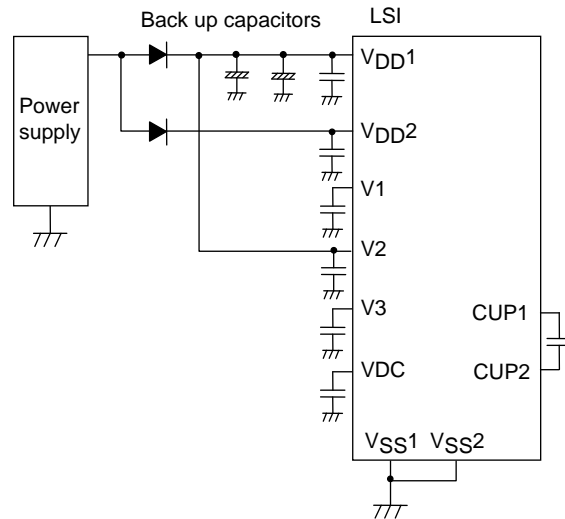 Back up capacitors
LSI
Power
supply
VDD1
VDD2
V1
V2
V3
VDC
CUP1
CUP2
VSS1
VSS2